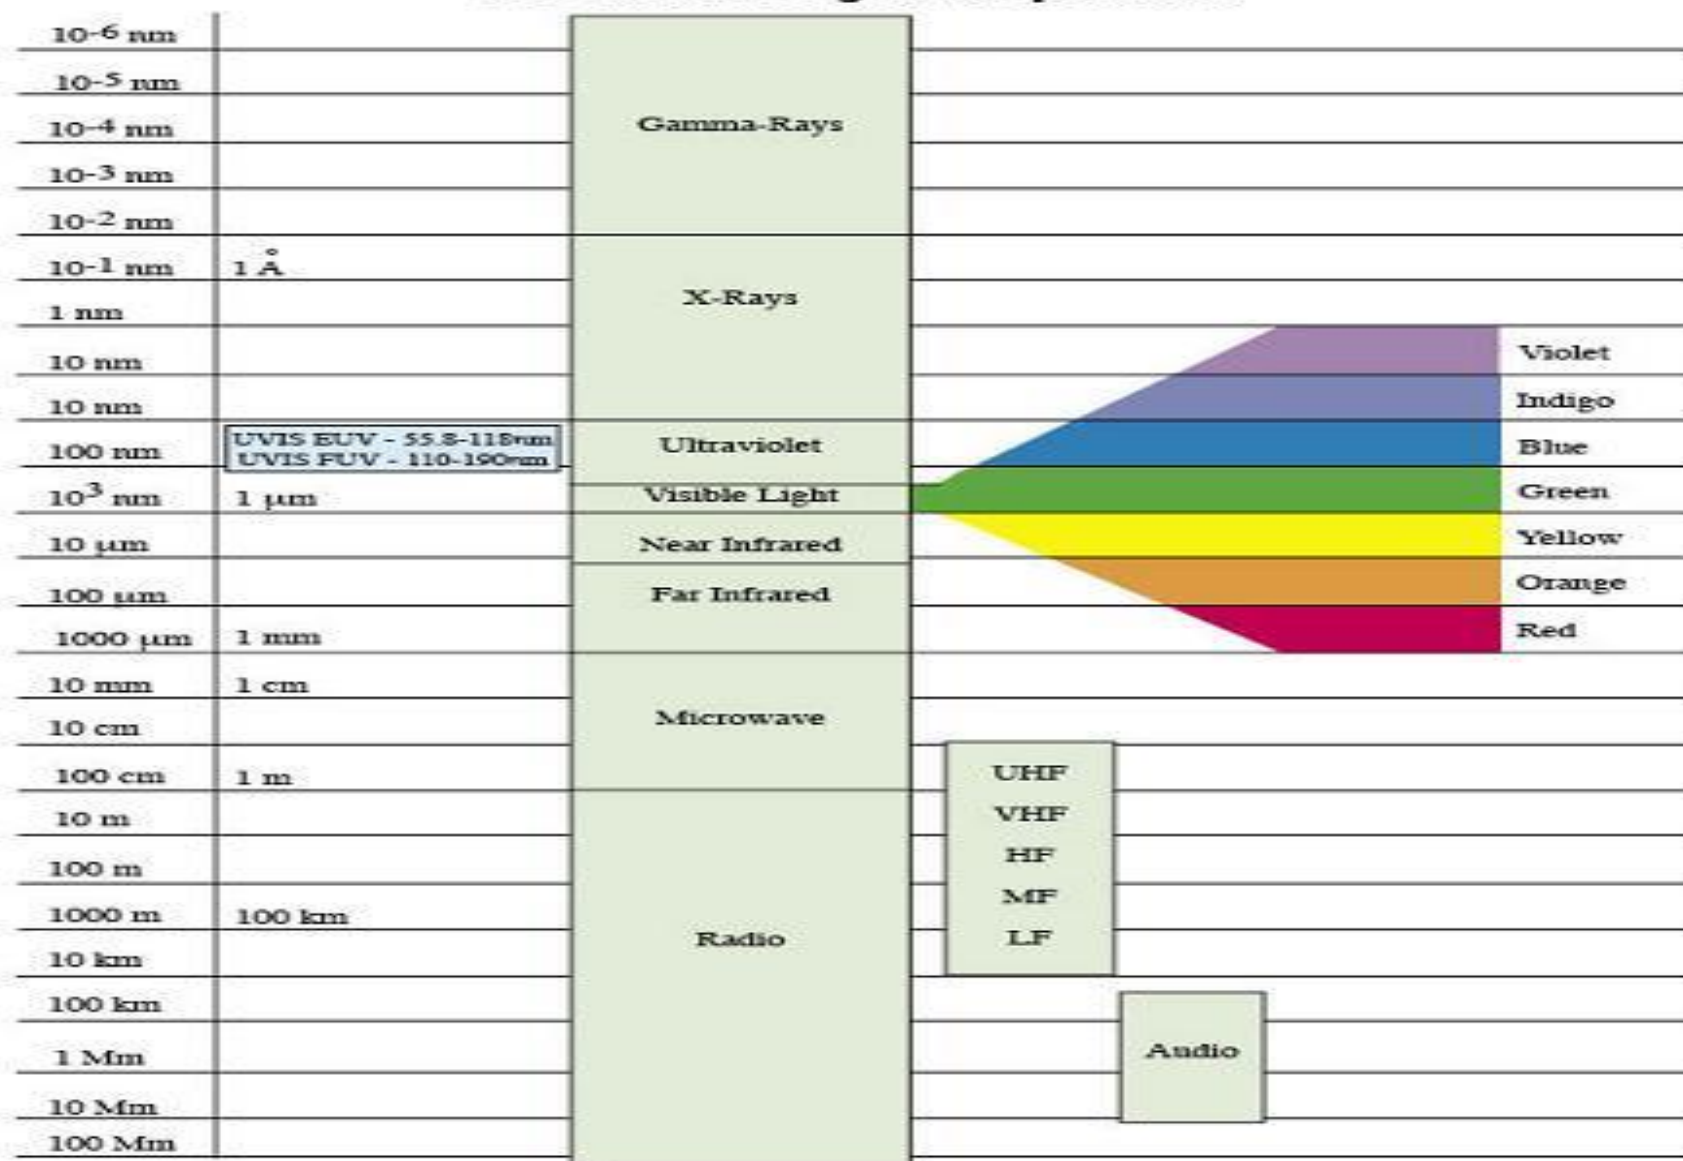 10-6 nm
10-5 nm
10-4 nm
Gamma-Rays
10-3 nm
10-2 nm
10-1 nm 1 Å
X-Rays
1 nm
10 nm Violet
10 nm Indigo
UVIS EUV - 55.8-118nm
100 nm Ultraviolet Blue
UVIS FUV - 110-190nm
10³ nm 1 μm Visible Light Green
10 μm Near Infrared Yellow
100 μm Far Infrared Orange
1000 μm 1 mm Red
10 mm 1 cm
10 cm Microwave
100 cm 1 m UHF
10 m VHF
100 m HF
MF
1000 m 100 km
Radio LF
10 km
100 km
1 Mm Audio
10 Mm
100 Mm